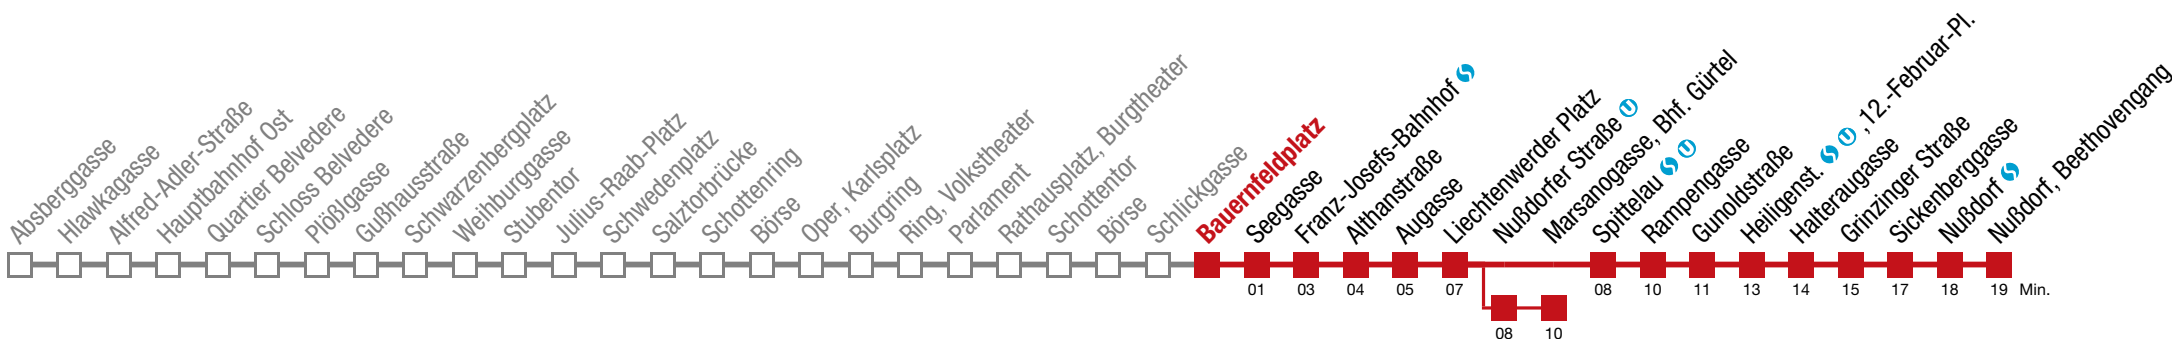 Absberggasse
Hlawkagasse
Alfred-Adler-Straße
Hauptbahnhof Ost
Quartier Belvedere
Schloss Belvedere
Plößlgasse
Gußhausstraße
Schwarzenbergplatz
Weihburggasse
Stubentor
Julius-Raab-Platz
Schwedenplatz
Salztorbrücke
Schottenring
Börse
Oper, Karlsplatz
Burgring
Ring, Volkstheater
Parlament
Rathausplatz, Burgtheater
Schottentor
Börse
Schlickgasse
Bauernfeldplatz
Seegasse
Franz-Josefs-Bahnhof S
Althanstraße
Augasse
Liechtenwerder Platz
Nußdorfer Straße U
Marsanogasse, Bhf. Gürtel
Spittelau S U
Rampengasse
Gunoldstraße
Heiligenst. S U , 12.-Februar-Pl.
Halteraugasse
Grinzinger Straße
Sickenberggasse
Nußdorf S
Nußdorf, Beethovengang
01 03 04 05 07 08 10 11 13 14 15 17 18 19 Min.
08 10